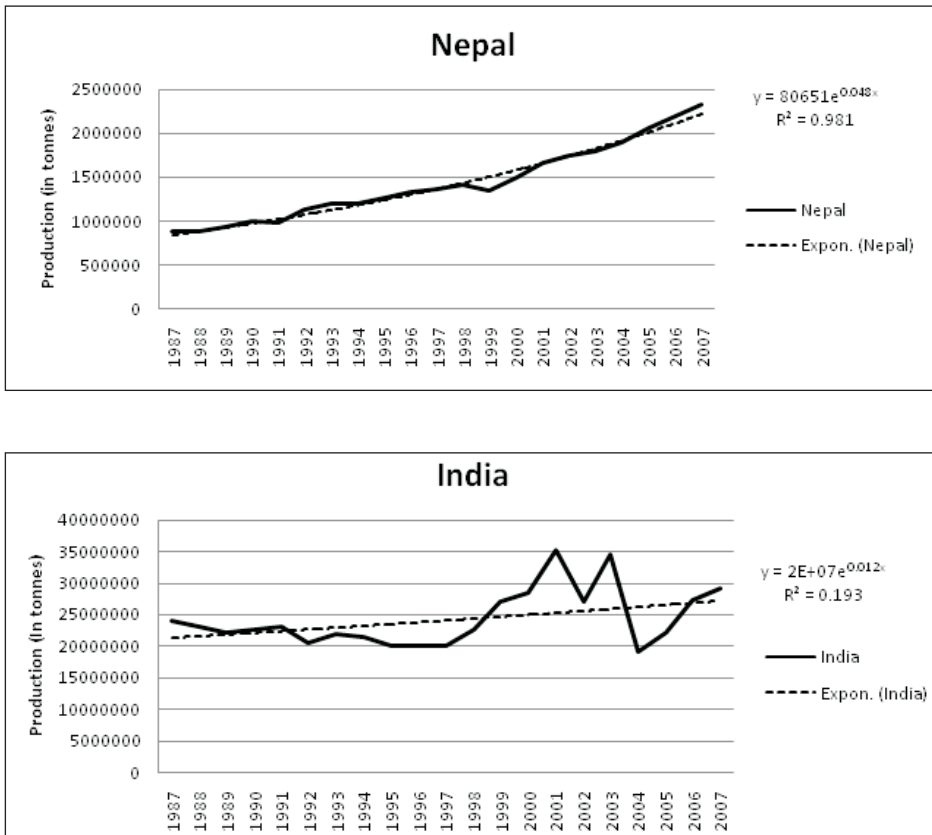 Nepal
Production (in tonnes)
2500000
2000000
1500000
1000000
500000
0
1987 1988 1989 1990 1991 1992 1993 1994 1995 1996 1997 1998 1999 2000 2001 2002 2003 2004 2005 2006 2007
y = 80651e^0.048x
R² = 0.981
Nepal
Expon. (Nepal)
India
Production (In tonnes)
40000000
35000000
30000000
25000000
20000000
15000000
10000000
5000000
0
1987 1988 1989 1990 1991 1992 1993 1994 1995 1996 1997 1998 1999 2000 2001 2002 2003 2004 2005 2006 2007
y = 2E+07e^0.012x
R² = 0.193
India
Expon. (India)